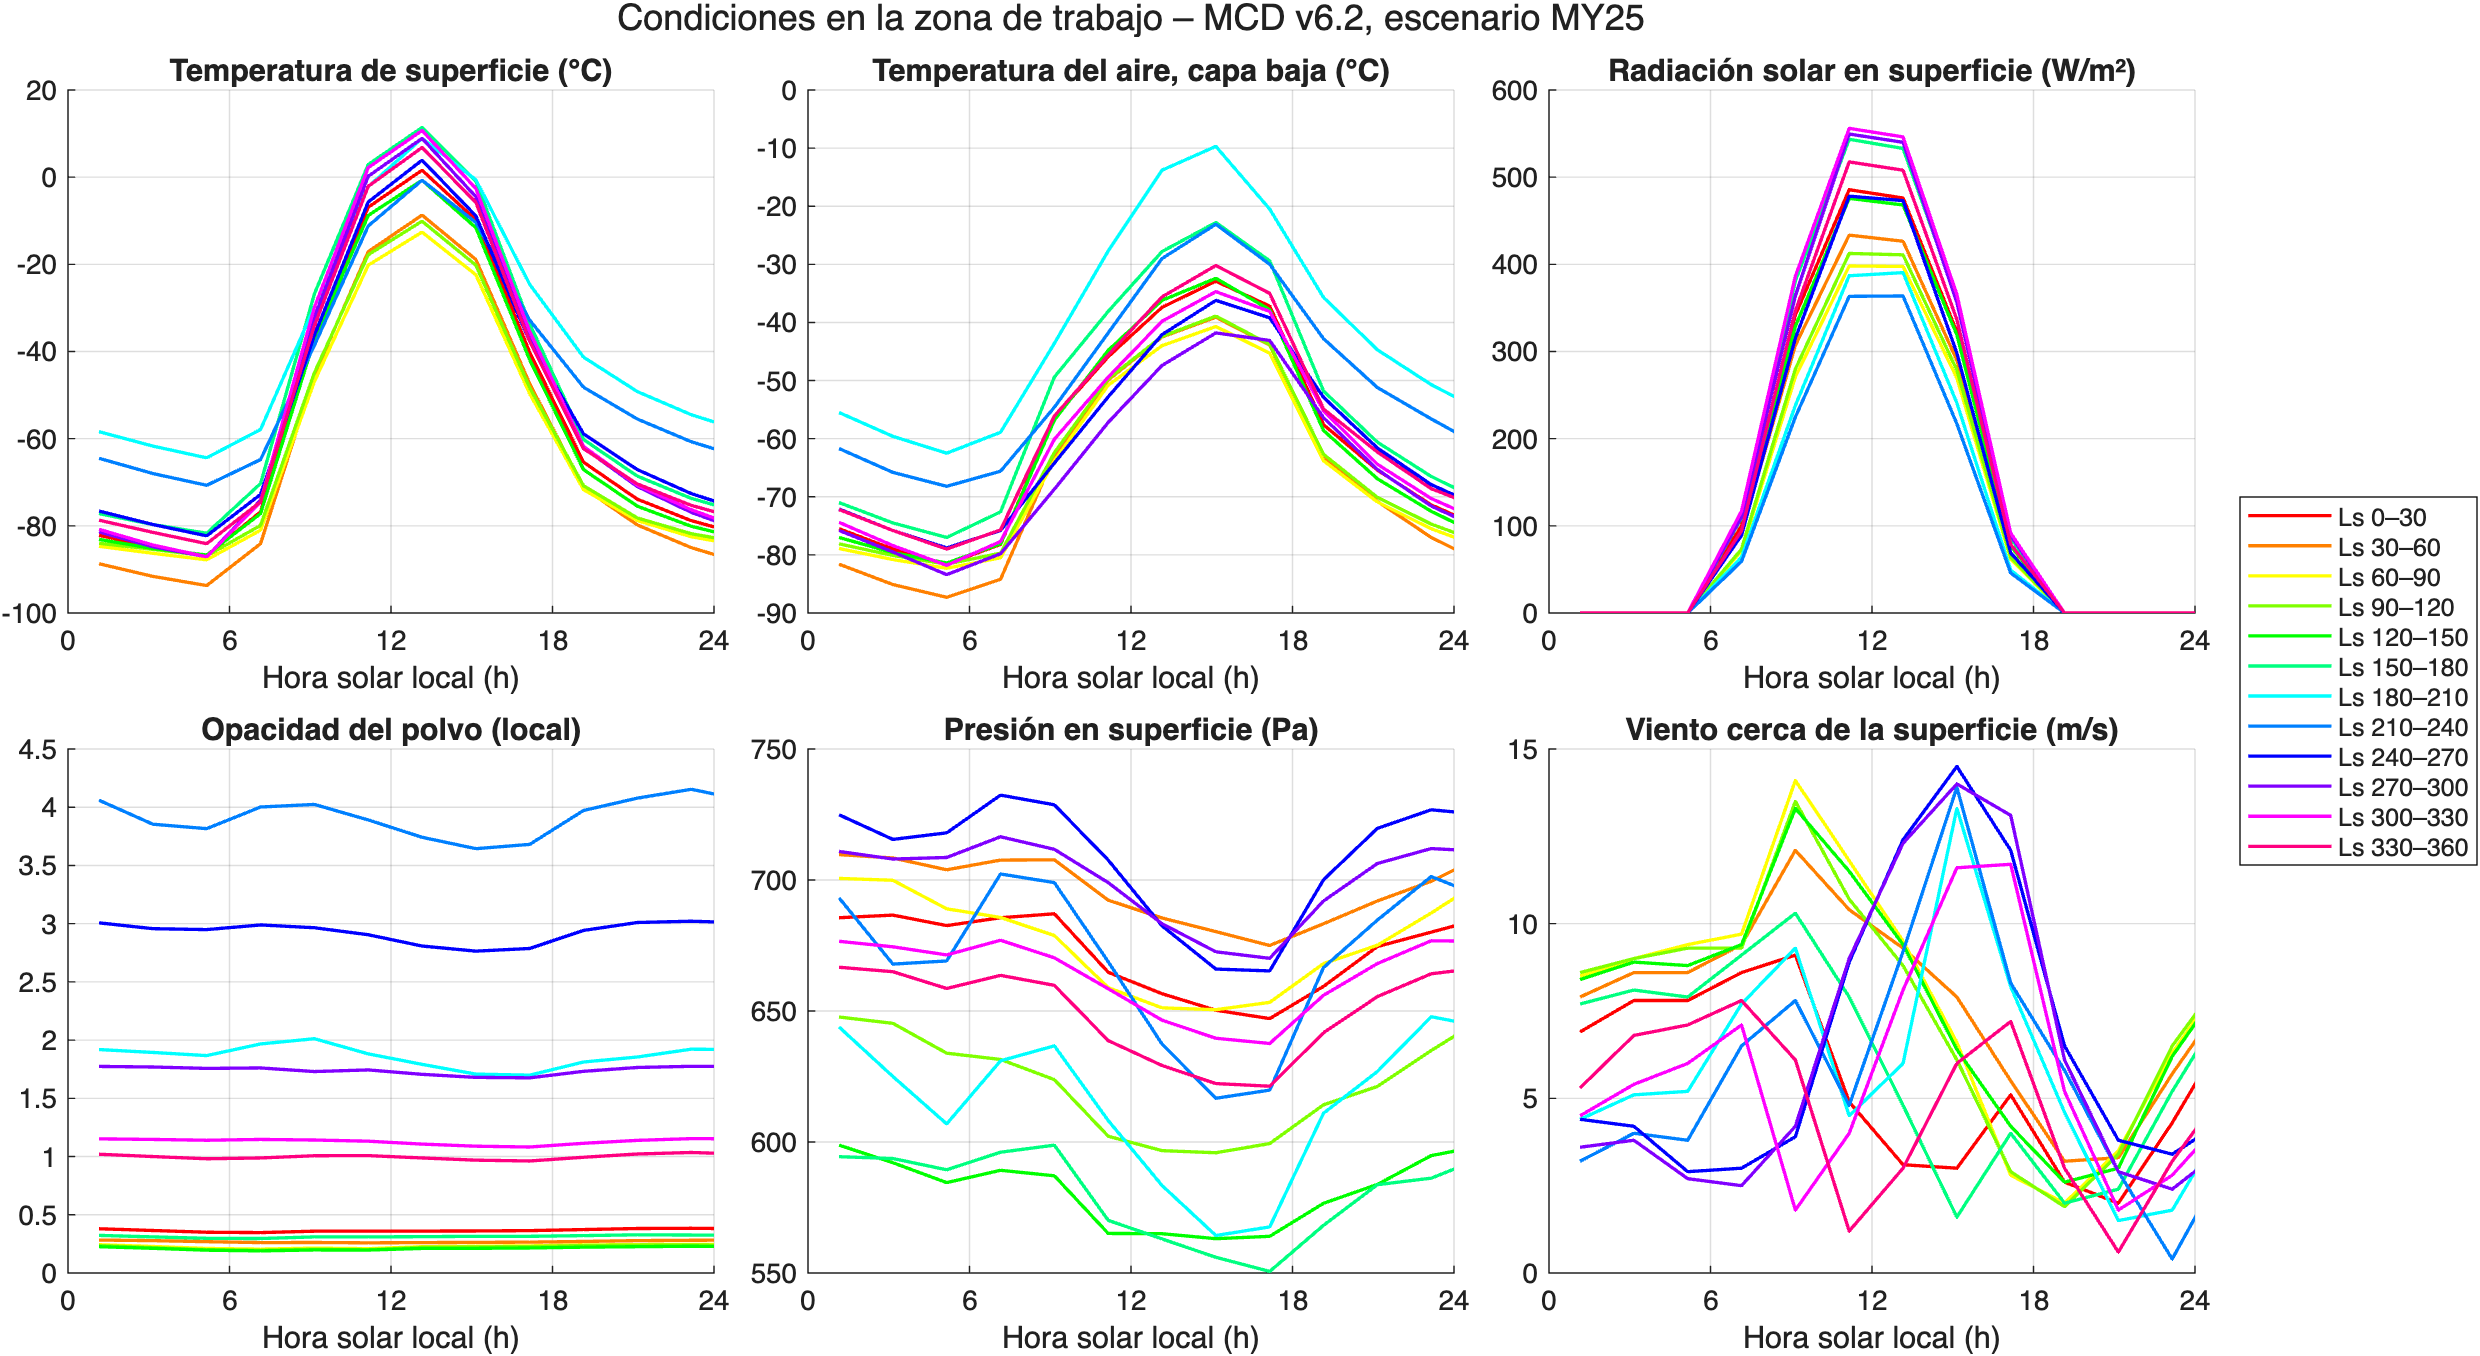 Condiciones en la zona de trabajo – MCD v6.2, escenario MY25
Temperatura de superficie (°C)
20
0
-20
-40
-60
-80
-100
0 6 12 18 24
Hora solar local (h)
Temperatura del aire, capa baja (°C)
0
-10
-20
-30
-40
-50
-60
-70
-80
-90
0 6 12 18 24
Hora solar local (h)
Radiación solar en superficie (W/m²)
600
500
400
300
200
100
0
0 6 12 18 24
Hora solar local (h)
Opacidad del polvo (local)
4.5
4
3.5
3
2.5
2
1.5
1
0.5
0
0 6 12 18 24
Hora solar local (h)
Presión en superficie (Pa)
750
700
650
600
550
0 6 12 18 24
Hora solar local (h)
Viento cerca de la superficie (m/s)
15
10
5
0
0 6 12 18 24
Hora solar local (h)
Ls 0–30
Ls 30–60
Ls 60–90
Ls 90–120
Ls 120–150
Ls 150–180
Ls 180–210
Ls 210–240
Ls 240–270
Ls 270–300
Ls 300–330
Ls 330–360